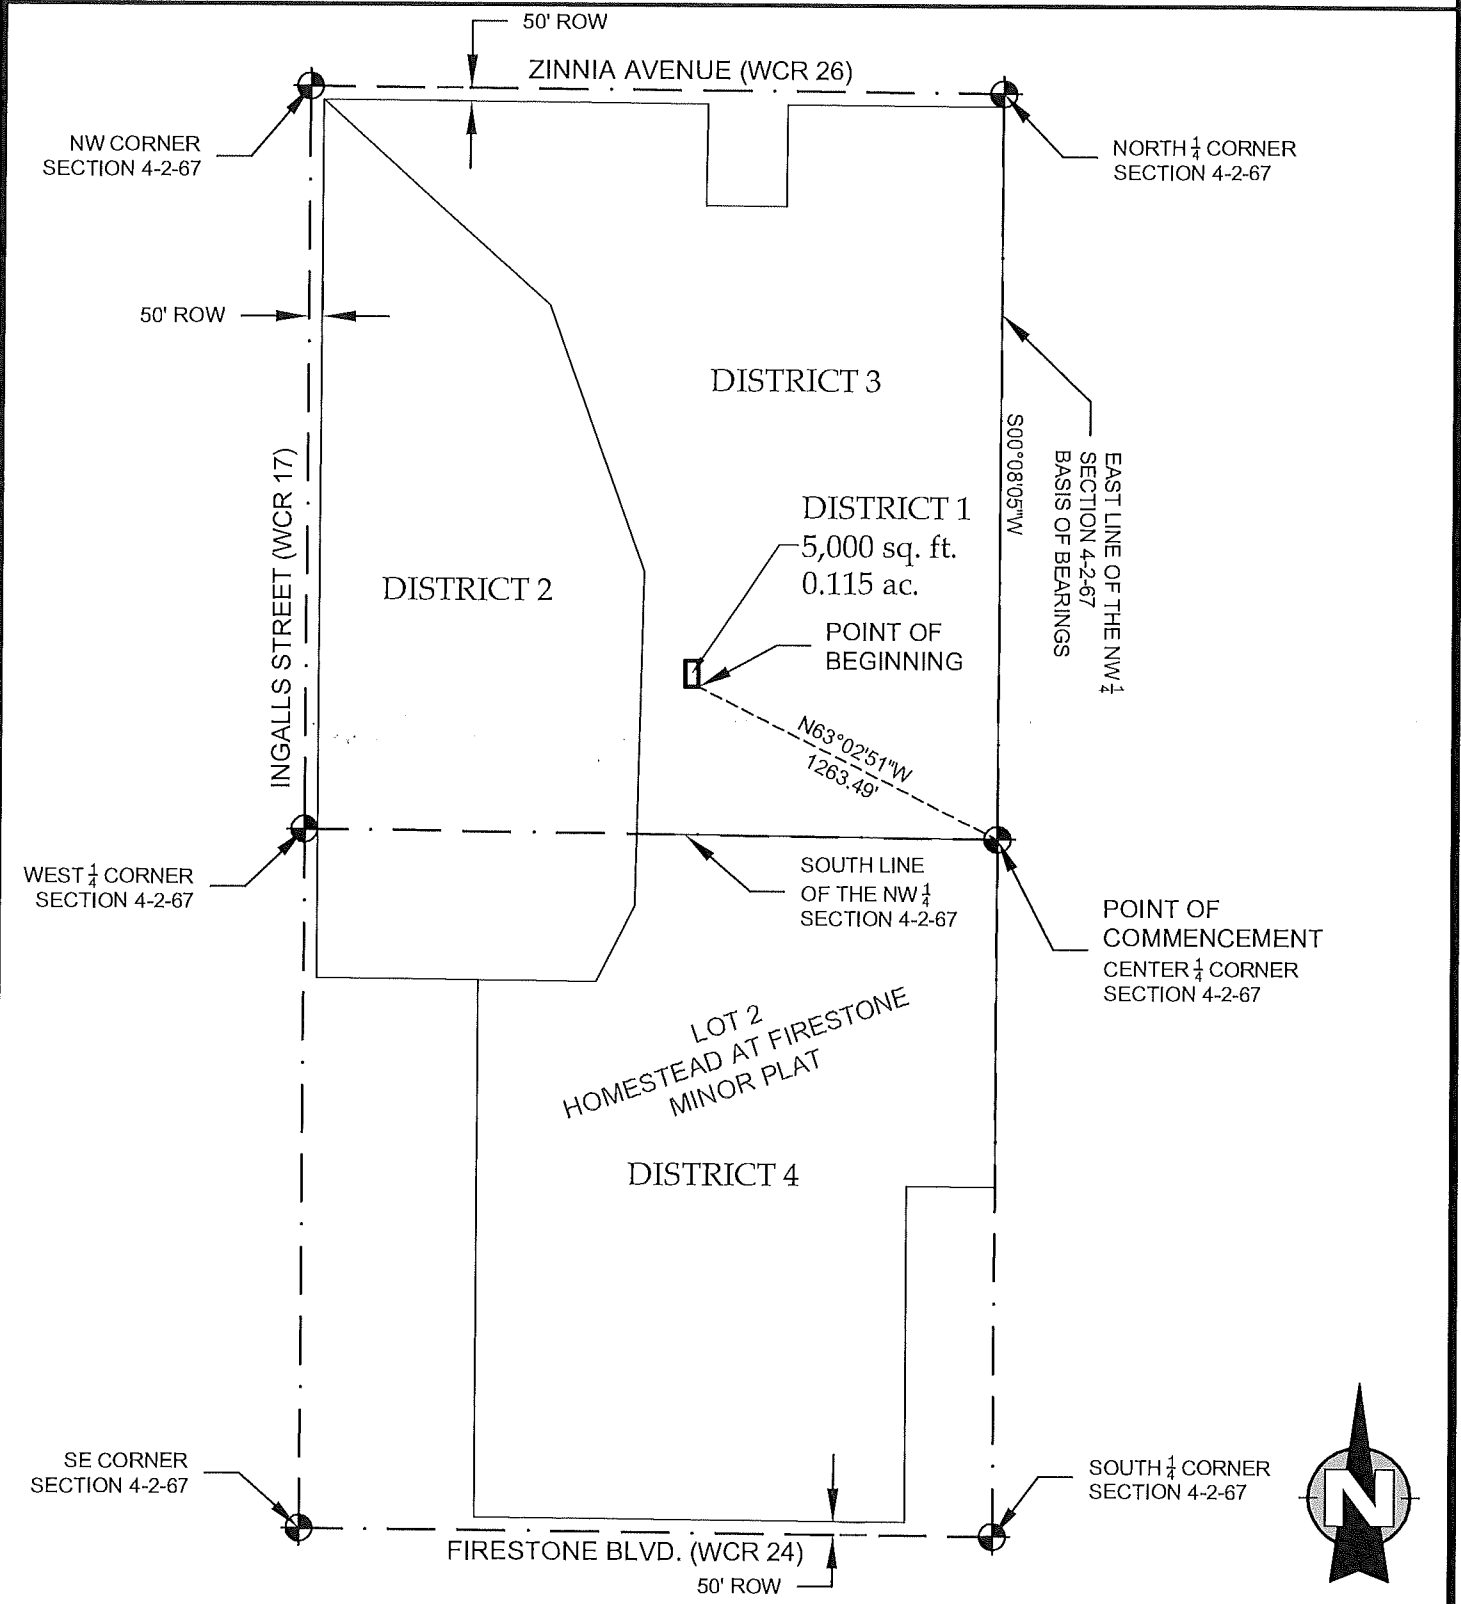 50' ROW
ZINNIA AVENUE (WCR 26)
NW CORNER
SECTION 4-2-67
NORTH 1/4 CORNER
SECTION 4-2-67
50' ROW
DISTRICT 3
S00°08'05"W
EAST LINE OF THE NW 1/4
SECTION 4-2-67
BASIS OF BEARINGS
INGALLS STREET (WCR 17)
DISTRICT 1
5,000 sq. ft.
0.115 ac.
DISTRICT 2
POINT OF
BEGINNING
N63°02'51"W
1263.49'
WEST 1/4 CORNER
SECTION 4-2-67
SOUTH LINE
OF THE NW 1/4
SECTION 4-2-67
POINT OF
COMMENCEMENT
CENTER 1/4 CORNER
SECTION 4-2-67
LOT 2
HOMESTEAD AT FIRESTONE
MINOR PLAT
DISTRICT 4
SE CORNER
SECTION 4-2-67
SOUTH 1/4 CORNER
SECTION 4-2-67
N
FIRESTONE BLVD. (WCR 24)
50' ROW